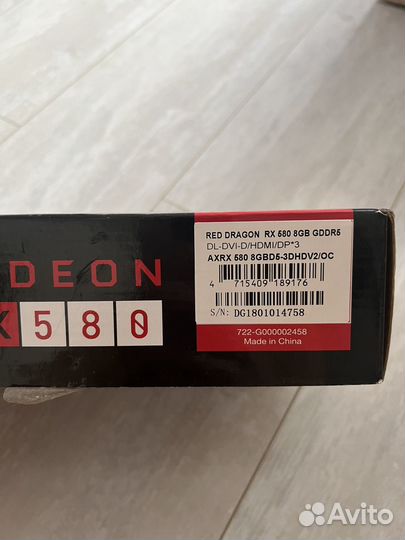 RED DRAGON RX 580 8GB GDDR5
DL-DVI-D/HDMI/DP*3
AXRX 580 8GBD5-3DHDV2/OC
4 715409 189176
S/N: DG1801014758
722-G000002458
Made in China
DEON
X580
Avito